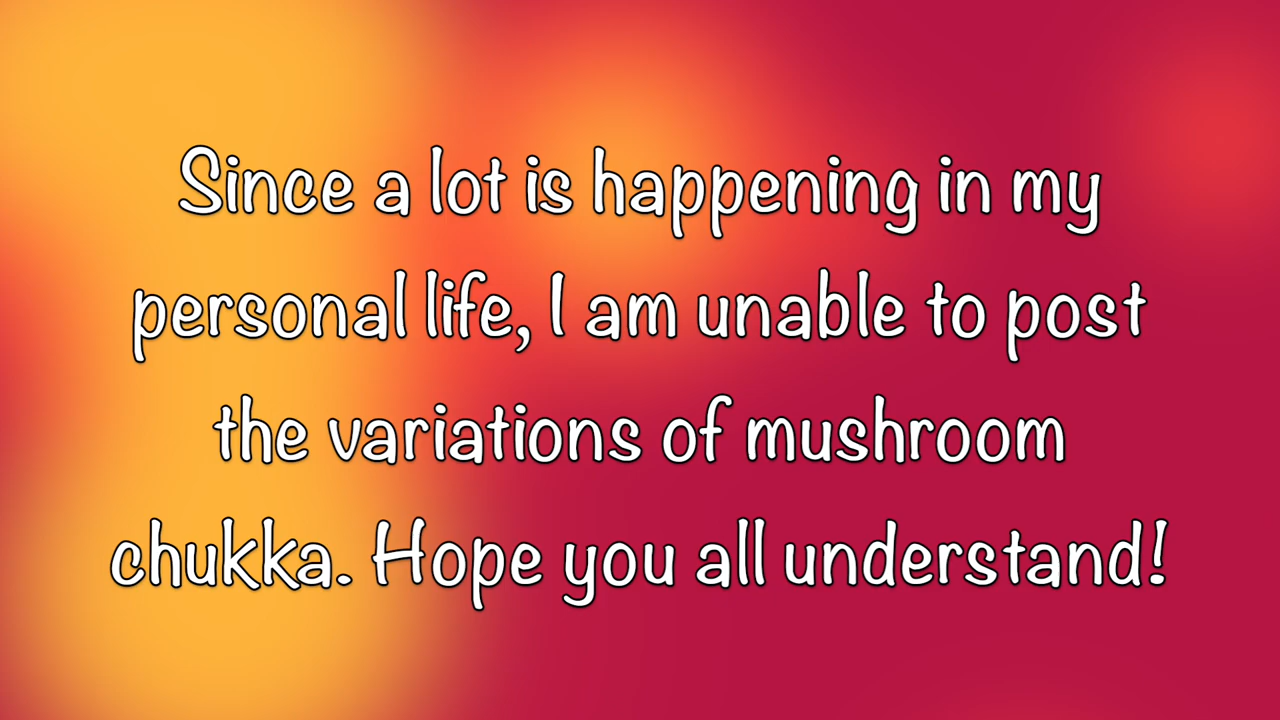 Since a lot is happening in my
personal life, I am unable to post
the variations of mushroom
chukka. Hope you all understand!